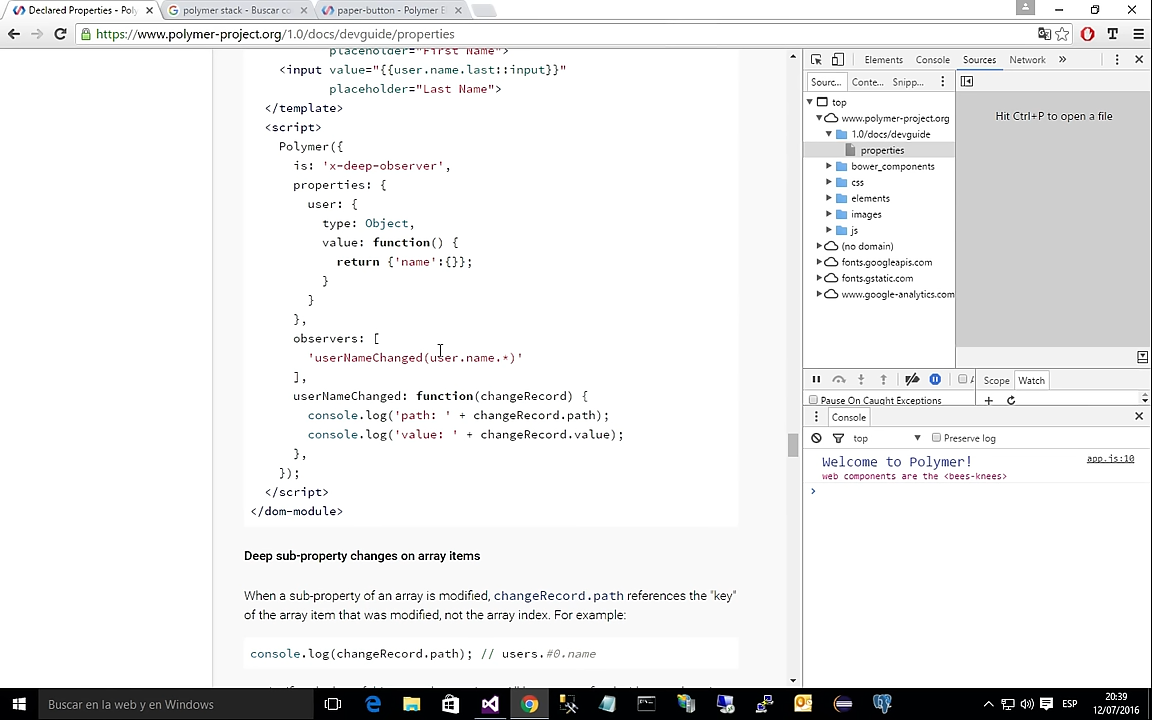 Declared Properties - Poly
polymer stack - Buscar co
paper-button - Polymer E
https://www.polymer-project.org/1.0/docs/devguide/properties
placeholder="First Name">
<input value="{{user.name.last::input}}"
placeholder="Last Name">
</template>
<script>
Polymer({
is: 'x-deep-observer',
properties: {
user: {
type: Object,
value: function() {
return {'name':{}};
}
}
},
observers: [
'userNameChanged(user.name.*)'
],
userNameChanged: function(changeRecord) {
console.log('path: ' + changeRecord.path);
console.log('value: ' + changeRecord.value);
},
});
</script>
</dom-module>
Deep sub-property changes on array items
When a sub-property of an array is modified, changeRecord.path references the "key"
of the array item that was modified, not the array index. For example:
console.log(changeRecord.path); // users.#0.name
Elements Console Sources Network »
Sourc... Conte... Snipp...
top
www.polymer-project.org
1.0/docs/devguide
properties
bower_components
css
elements
images
js
(no domain)
fonts.googleapis.com
fonts.gstatic.com
www.google-analytics.com
Hit Ctrl+P to open a file
Scope Watch
Pause On Caught Exceptions
Console
top Preserve log
Welcome to Polymer! app.js:10
web components are the <bees-knees>
>
Buscar en la web y en Windows
ESP
20:39
12/07/2016